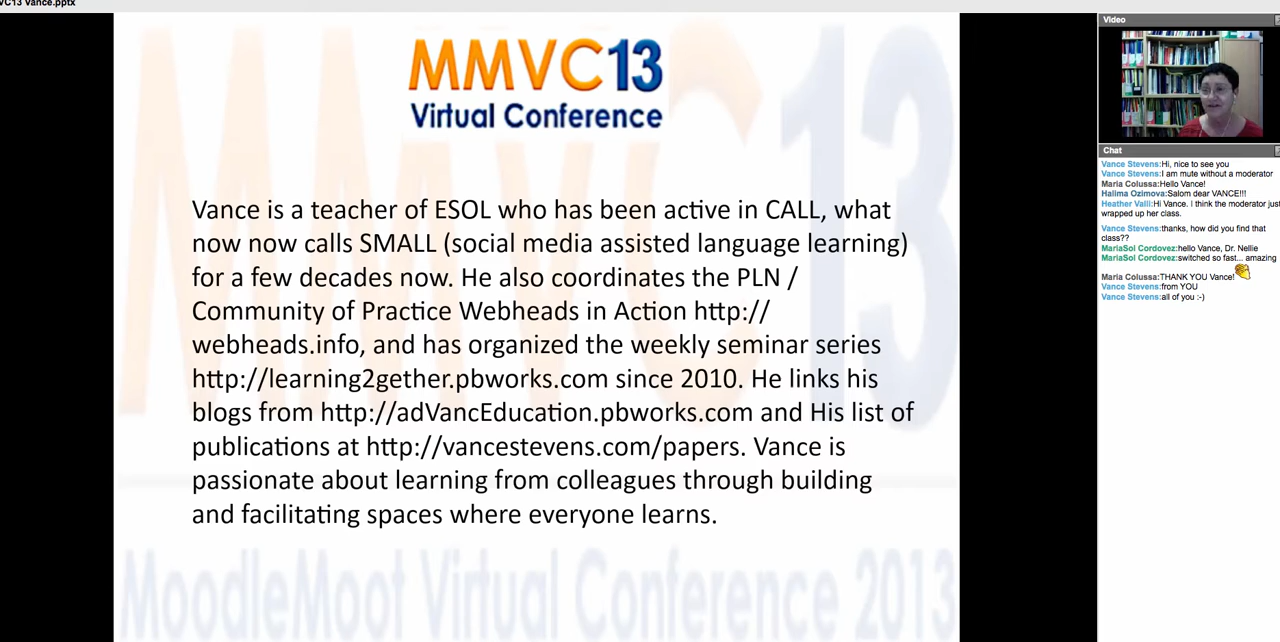 VC13 Vance.pptx
MMVC13
Virtual Conference
Vance is a teacher of ESOL who has been active in CALL, what
now now calls SMALL (social media assisted language learning)
for a few decades now. He also coordinates the PLN /
Community of Practice Webheads in Action http://
webheads.info, and has organized the weekly seminar series
http://learning2gether.pbworks.com since 2010. He links his
blogs from http://adVancEducation.pbworks.com and His list of
publications at http://vancestevens.com/papers. Vance is
passionate about learning from colleagues through building
and facilitating spaces where everyone learns.
MMVC13
MoodleMoot Virtual Conference 2013
Video
Chat
Vance Stevens:Hi, nice to see you
Vance Stevens:I am mute without a moderator
Maria Colussa:Hello Vance!
Halima Ozimova:Salom dear VANCE!!!
Heather Valli:Hi Vance. I think the moderator just
wrapped up her class.
Vance Stevens:thanks, how did you find that
class??
MariaSol Cordovez:hello Vance, Dr. Nellie
MariaSol Cordovez:switched so fast... amazing
Maria Colussa:THANK YOU Vance!
Vance Stevens:from YOU
Vance Stevens:all of you :-)